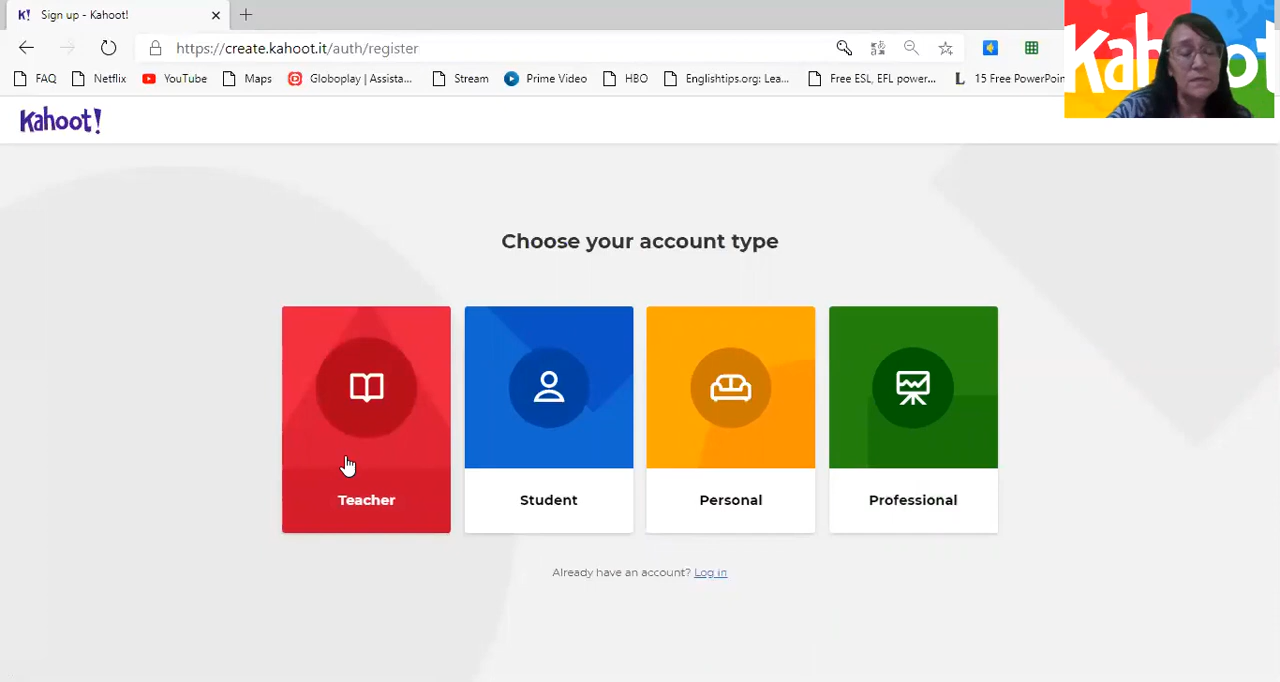 K! Sign up - Kahoot!
https://create.kahoot.it/auth/register
FAQ Netflix YouTube Maps Globoplay | Assista... Stream Prime Video HBO Englishtips.org: Lea... Free ESL, EFL power... L 15 Free PowerPoin
Kahoot!
Choose your account type
Teacher Student Personal Professional
Already have an account? Log in